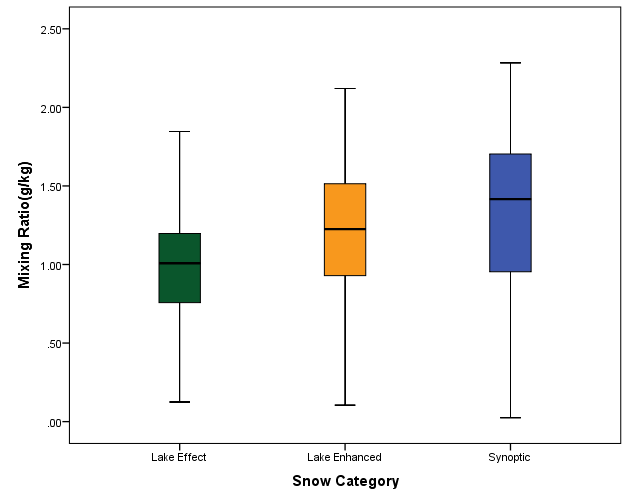 2.50
2.00
1.50
1.00
.50
.00
Mixing Ratio(g/kg)
Lake Effect
Lake Enhanced
Synoptic
Snow Category